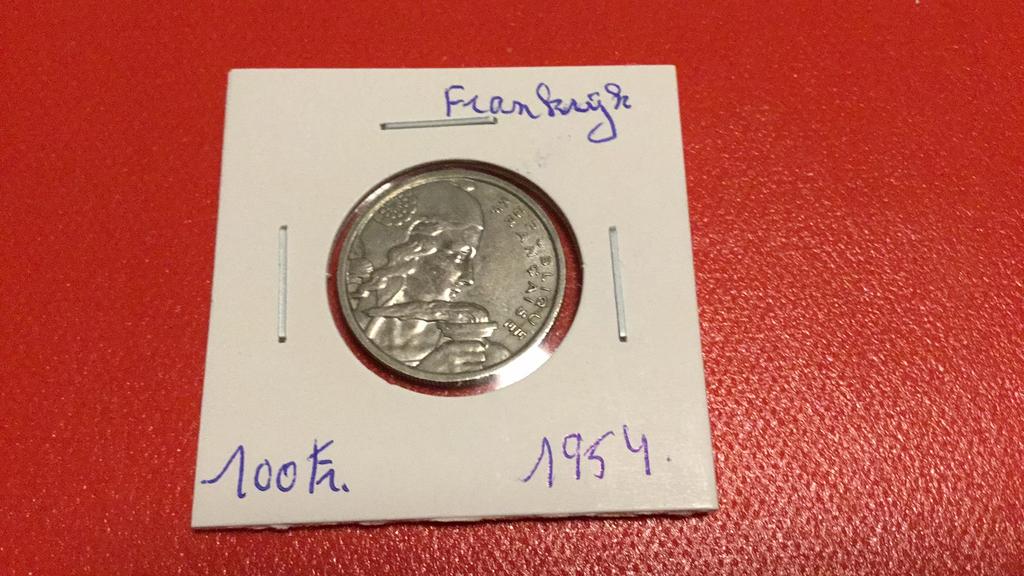 Frankrijk
REPUBLIQUE
FRANÇAISE
100 Fr.
1954.